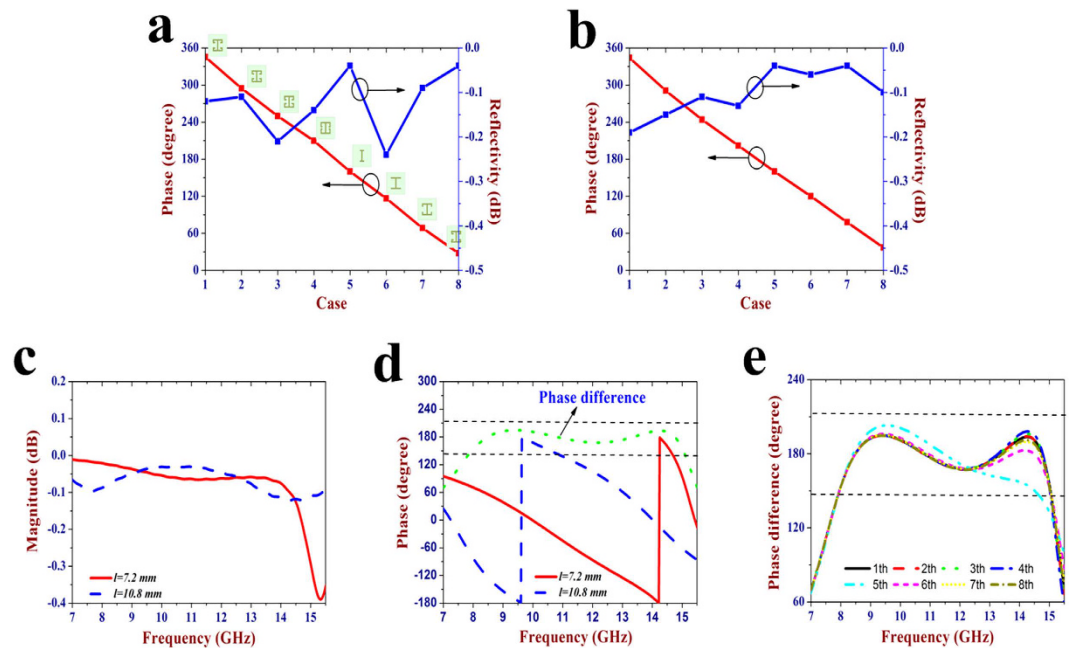 a
360
300
240
180
120
60
0
Phase (degree)
1 2 3 4 5 6 7 8
Case
0.0
-0.1
-0.2
-0.3
-0.4
-0.5
Reflectivity (dB)
b
360
300
240
180
120
60
0
Phase (degree)
1 2 3 4 5 6 7 8
Case
0.0
-0.1
-0.2
-0.3
-0.4
-0.5
Reflectivity (dB)
c
0.2
0.1
0.0
-0.1
-0.2
-0.3
-0.4
Magnitude (dB)
l=7.2 mm
l=10.8 mm
7 8 9 10 11 12 13 14 15
Frequency (GHz)
d
300
240
180
120
60
0
-60
-120
-180
Phase (degree)
Phase difference
l=7.2 mm
l=10.8 mm
7 8 9 10 11 12 13 14 15
Frequency (GHz)
e
240
180
120
60
Phase difference (degree)
1th 2th 3th 4th
5th 6th 7th 8th
7 8 9 10 11 12 13 14 15
Frequency (GHz)